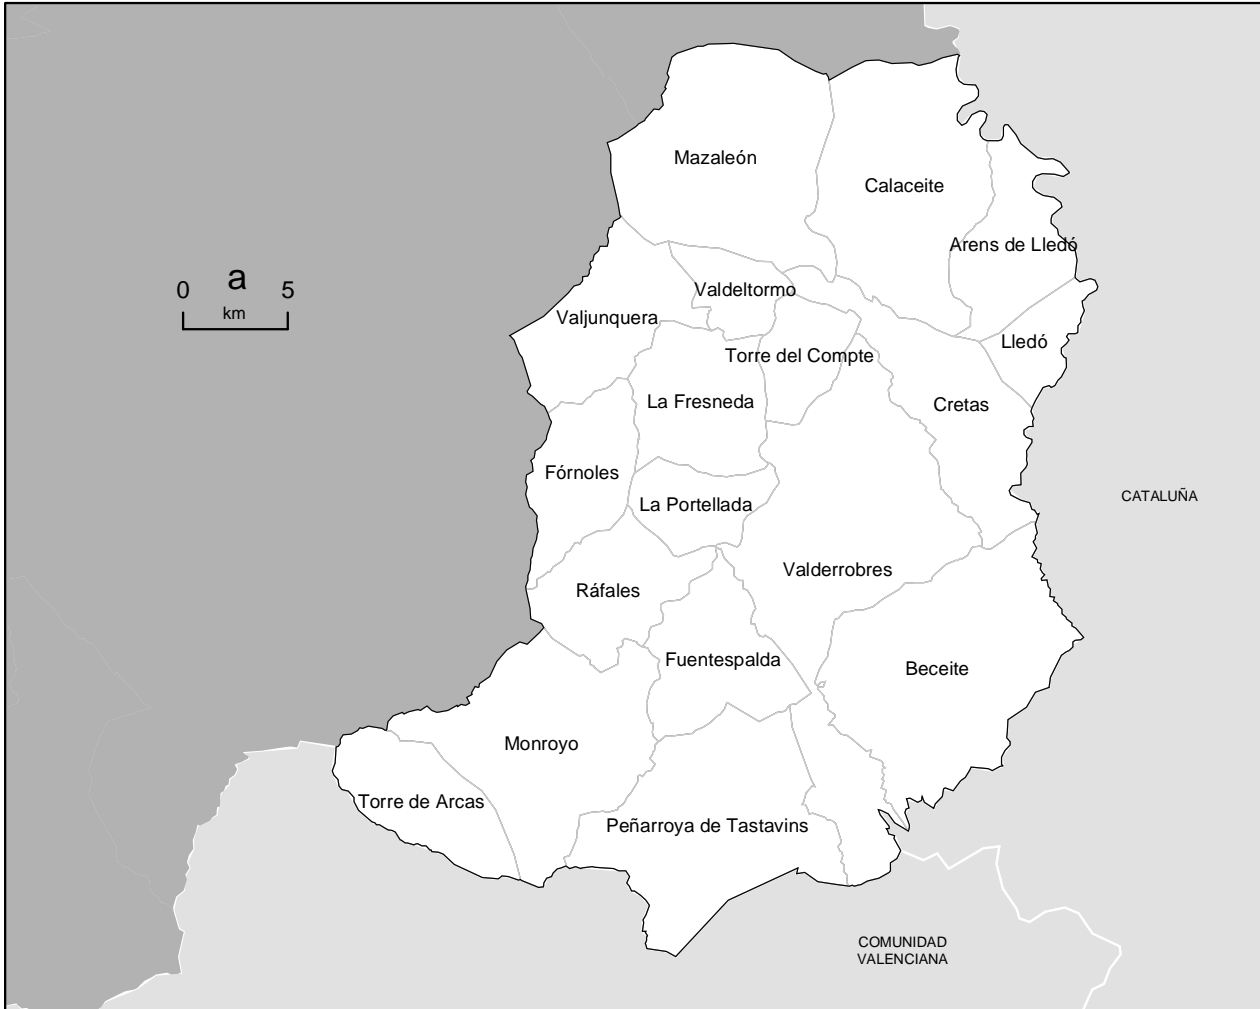 Mazaleón
Calaceite
Arens de Lledó
a
0
5
km
Valdeltormo
Valjunquera
Lledó
Torre del Compte
La Fresneda
Cretas
Fórnoles
CATALUÑA
La Portellada
Valderrobres
Ráfales
Fuentespalda
Beceite
Monroyo
Torre de Arcas
Peñarroya de Tastavins
COMUNIDAD
VALENCIANA